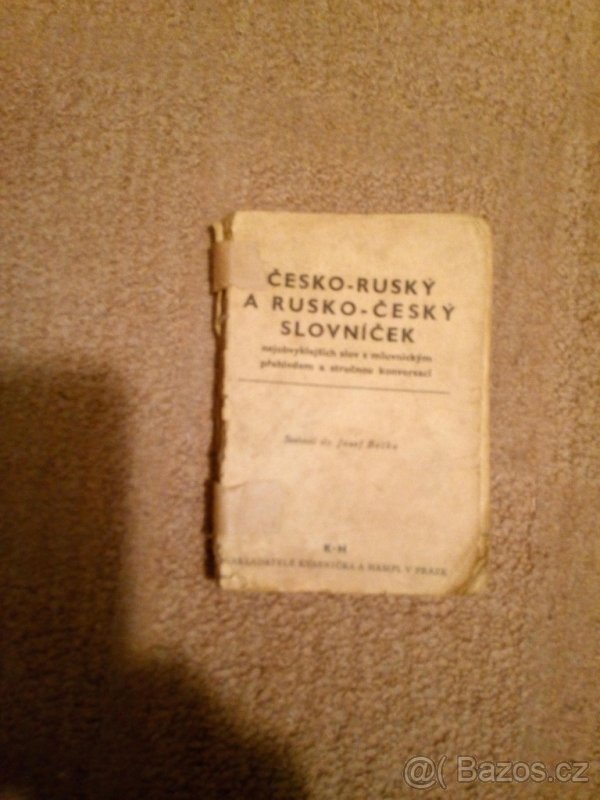 ČESKO-RUSKÝ
A RUSKO-ČESKÝ
SLOVNÍČEK
nejobvyklejších slov s mluvnickým
přehledem a stručnou konversací
Sestavil dr. Josef Bečka
K-H
NAKLADATELÉ KVASNIČKA A HAMPL V PRAZE
@( Bazos.cz